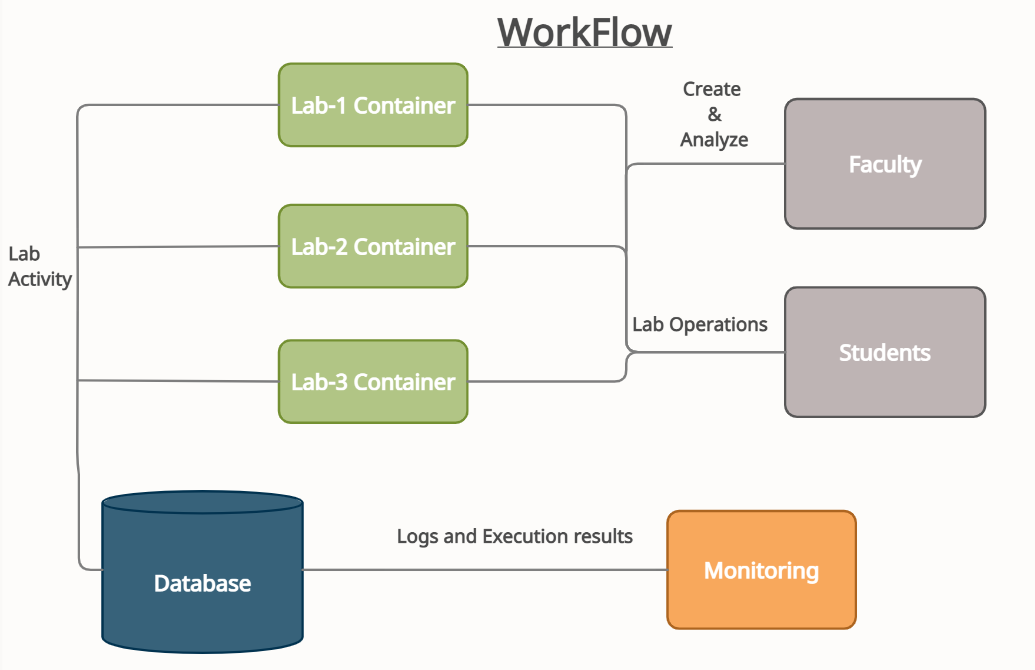 WorkFlow
Lab-1 Container
Create
&
Analyze
Faculty
Lab-2 Container
Lab
Activity
Lab Operations
Students
Lab-3 Container
Logs and Execution results
Database
Monitoring